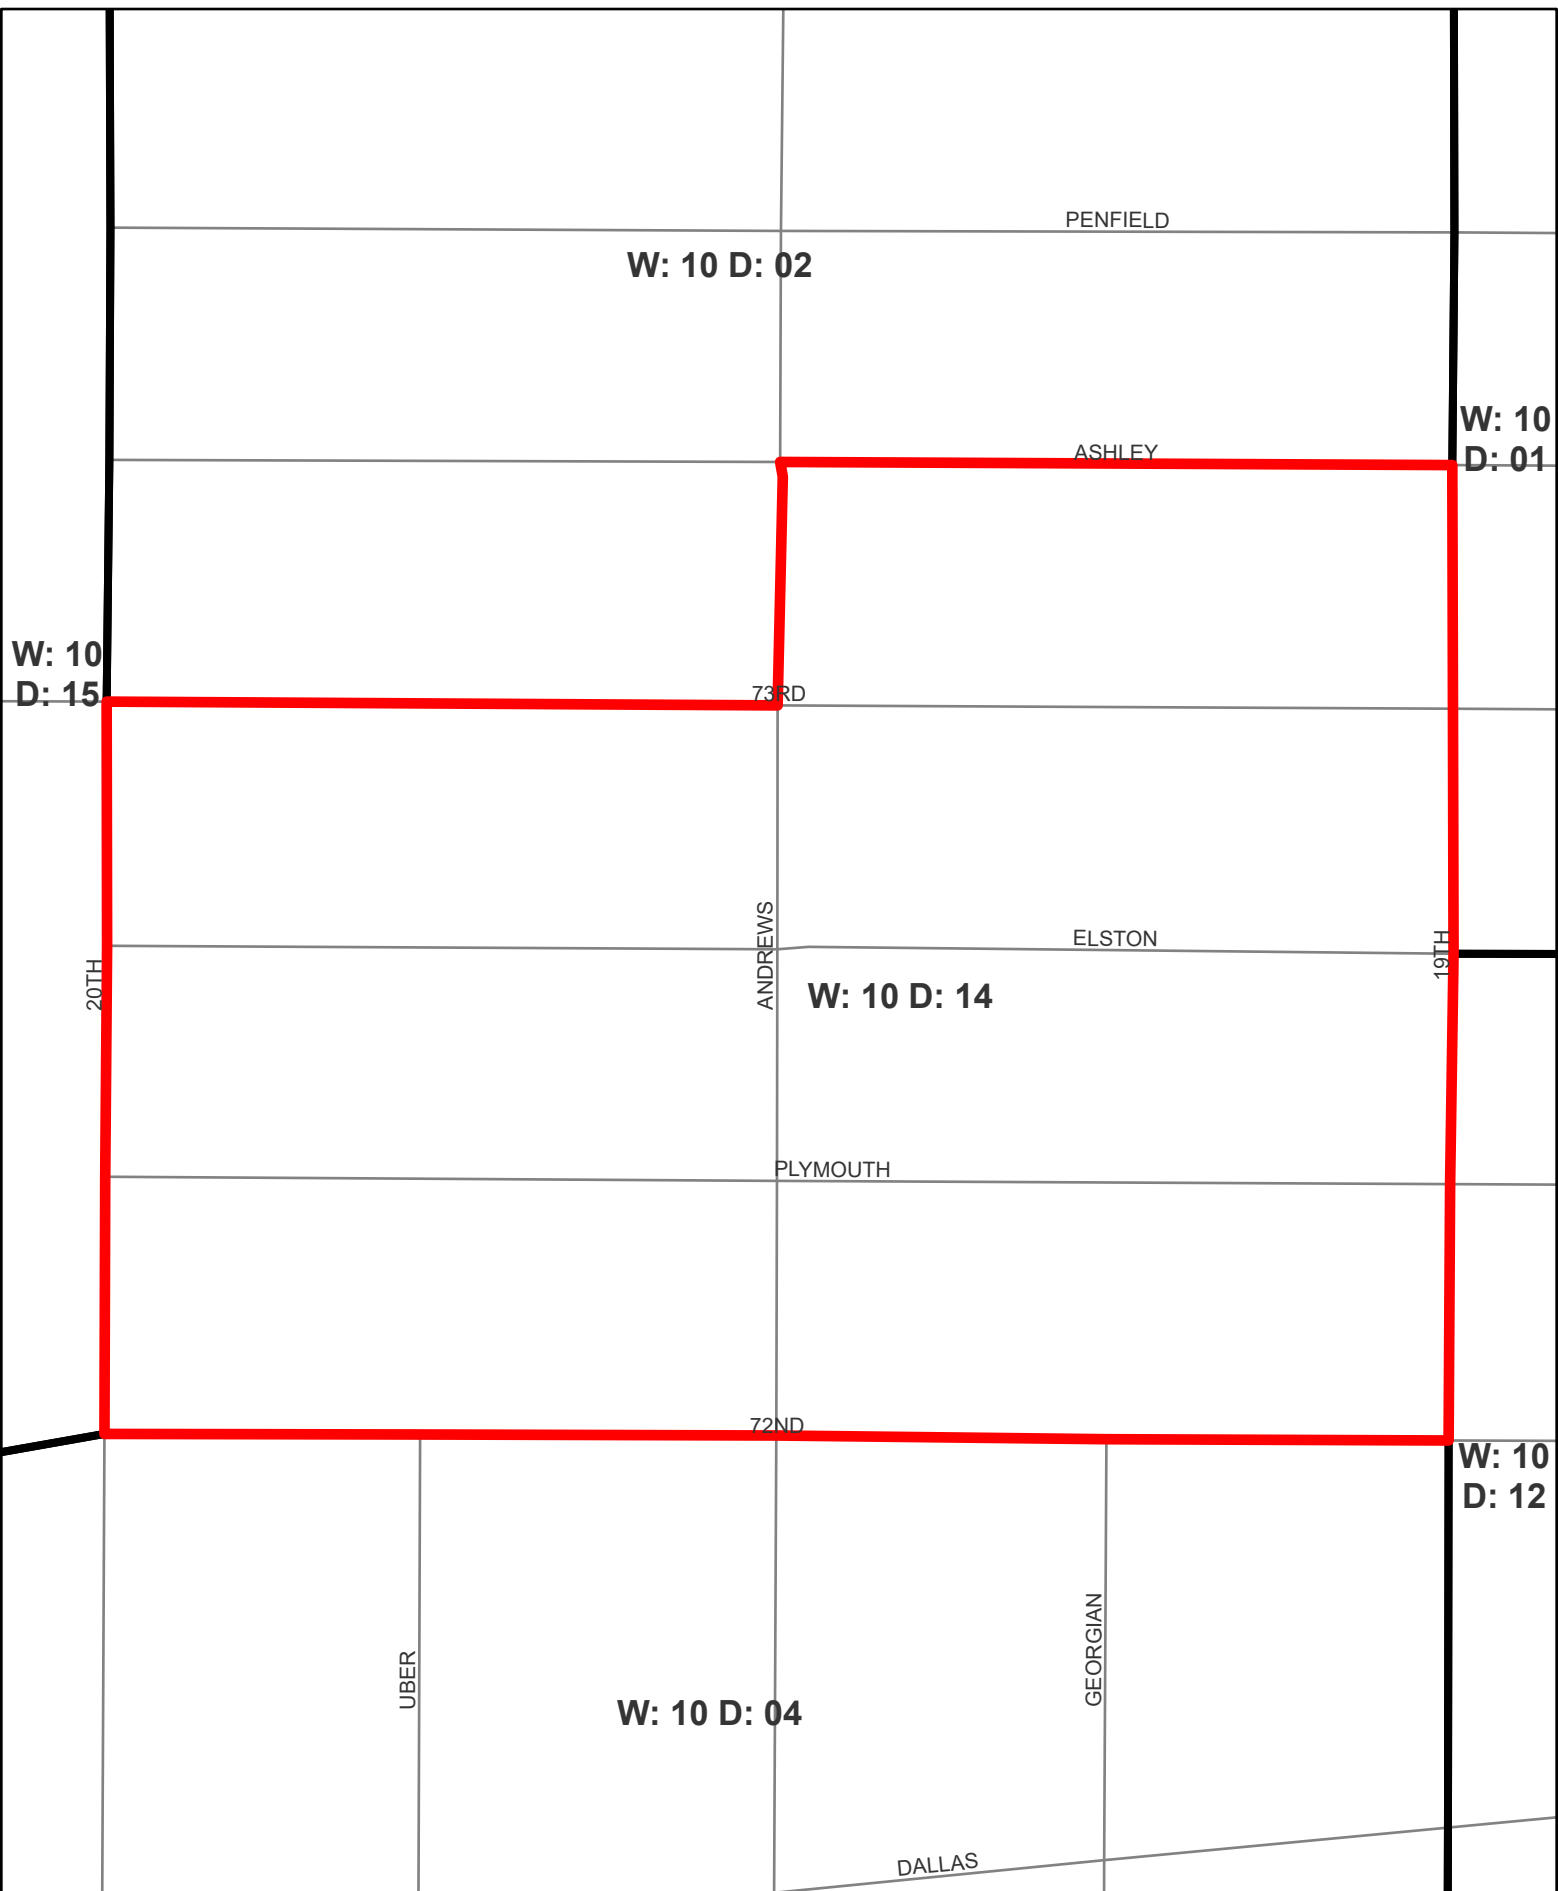 PENFIELD
W: 10 D: 02
ASHLEY
W: 10
D: 01
W: 10
D: 15
73RD
ANDREWS
ELSTON
19TH
20TH
W: 10 D: 14
PLYMOUTH
72ND
W: 10
D: 12
GEORGIAN
UBER
W: 10 D: 04
DALLAS